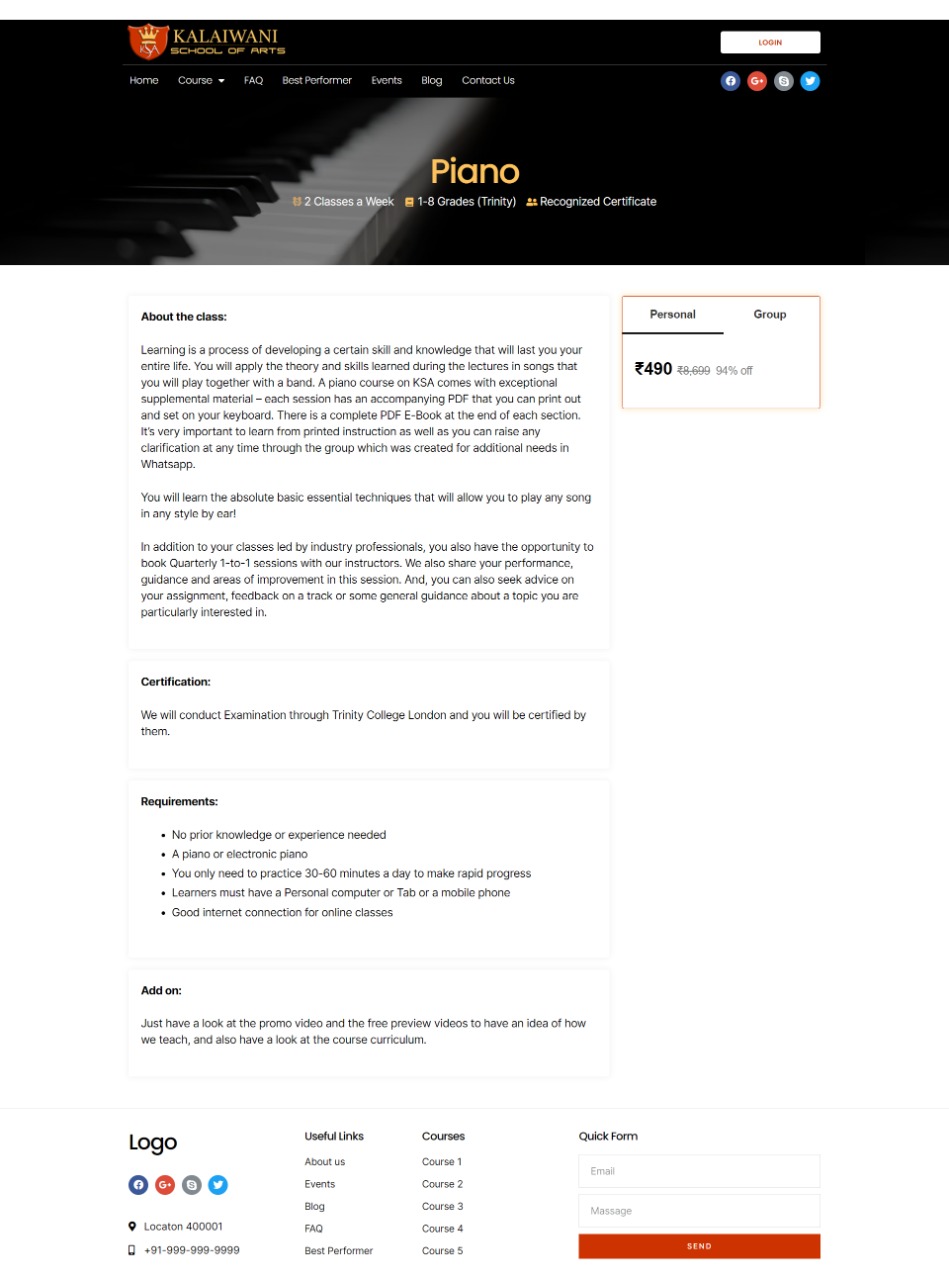 KALAIWANI
KSA
SCHOOL OF ARTS
LOGIN
Home Course FAQ Best Performer Events Blog Contact Us
Piano
2 Classes a Week 1-8 Grades (Trinity) Recognized Certificate
About the class:
Learning is a process of developing a certain skill and knowledge that will last you your
entire life. You will apply the theory and skills learned during the lectures in songs that
you will play together with a band. A piano course on KSA comes with exceptional
supplemental material – each session has an accompanying PDF that you can print out
and set on your keyboard. There is a complete PDF E-Book at the end of each section.
It's very important to learn from printed instruction as well as you can raise any
clarification at any time through the group which was created for additional needs in
Whatsapp.
You will learn the absolute basic essential techniques that will allow you to play any song
in any style by ear!
In addition to your classes led by industry professionals, you also have the opportunity to
book Quarterly 1-to-1 sessions with our instructors. We also share your performance,
guidance and areas of improvement in this session. And, you can also seek advice on
your assignment, feedback on a track or some general guidance about a topic you are
particularly interested in.
Personal Group
₹490 ₹8,699 94% off
Certification:
We will conduct Examination through Trinity College London and you will be certified by
them.
Requirements:
• No prior knowledge or experience needed
• A piano or electronic piano
• You only need to practice 30-60 minutes a day to make rapid progress
• Learners must have a Personal computer or Tab or a mobile phone
• Good internet connection for online classes
Add on:
Just have a look at the promo video and the free preview videos to have an idea of how
we teach, and also have a look at the course curriculum.
Logo
Locaton 400001
+91-999-999-9999
Useful Links
About us
Events
Blog
FAQ
Best Performer
Courses
Course 1
Course 2
Course 3
Course 4
Course 5
Quick Form
Email
Massage
SEND